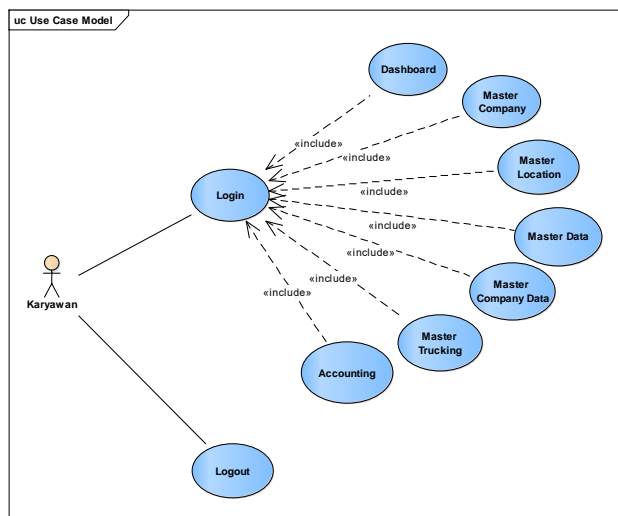 uc Use Case Model
Dashboard
Master
Company
«include»
«include»
Master
Location
Login
«include»
Master Data
«include»
Master
Company Data
«include»
«include»
Karyawan
«include»
Master
Trucking
Accounting
Logout